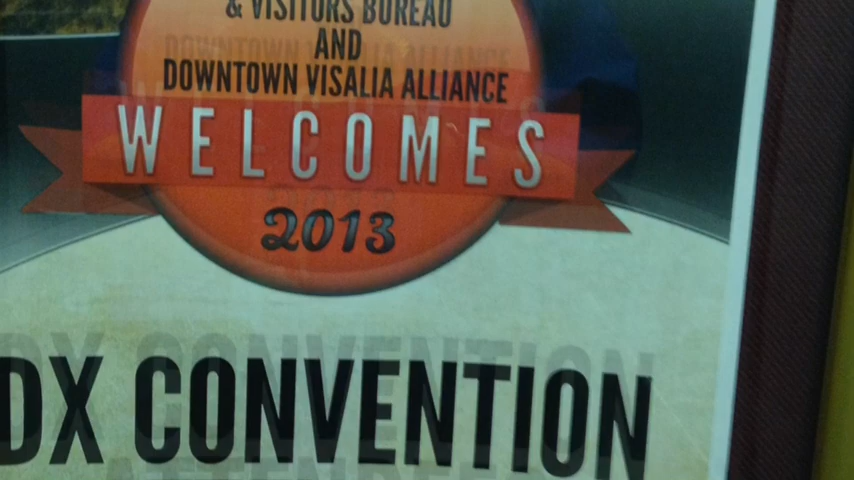 & VISITORS BUREAU
AND
DOWNTOWN VISALIA ALLIANCE
WELCOMES
2013
DX CONVENTION